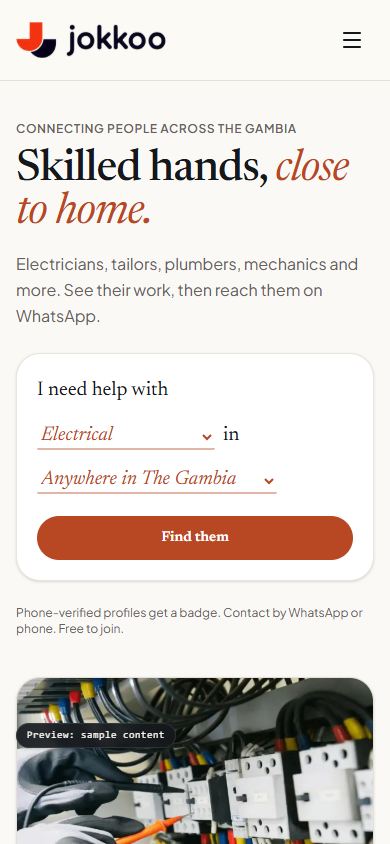 jokkoo
CONNECTING PEOPLE ACROSS THE GAMBIA
Skilled hands, close
to home.
Electricians, tailors, plumbers, mechanics and
more. See their work, then reach them on
WhatsApp.
I need help with
Electrical in
Anywhere in The Gambia
Find them
Phone-verified profiles get a badge. Contact by WhatsApp or
phone. Free to join.
Preview: sample content